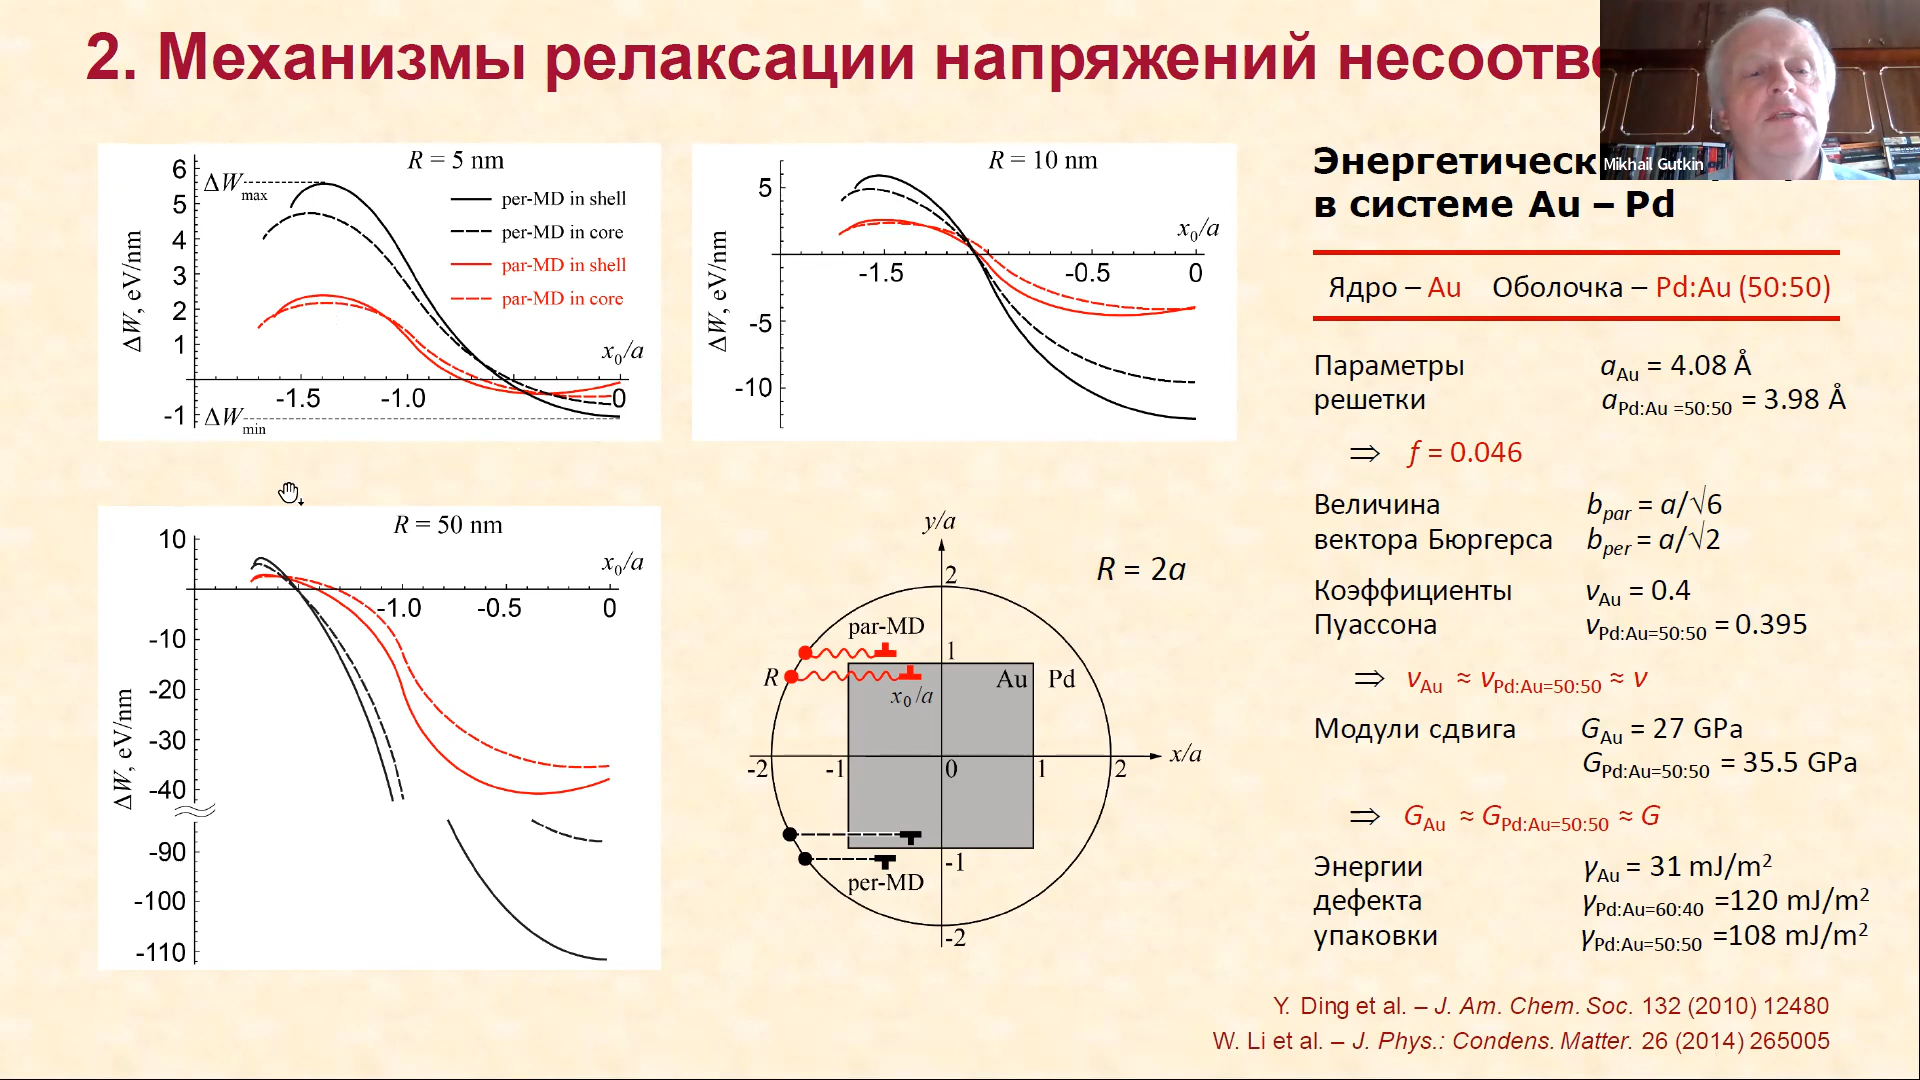 2. Механизмы релаксации напряжений
Mikhail Gutkin
R = 5 nm
6
5
4
3
2
1
-1
ΔWmax
ΔWmin
ΔW, eV/nm
per-MD in shell
per-MD in core
par-MD in shell
par-MD in core
x0/a
-1.5
-1.0
0
R = 10 nm
5
-5
-10
ΔW, eV/nm
x0/a
-1.5
-0.5
0
R = 50 nm
10
-10
-20
-30
-40
-90
-100
-110
ΔW, eV/nm
x0/a
-1.0
-0.5
0
y/a
R = 2a
2
par-MD
1
R
Au
Pd
x0/a
x/a
-2
-1
0
1
2
-1
per-MD
-2
в системе Au – Pd
Ядро – Au Оболочка – Pd:Au (50:50)
Параметры aAu = 4.08 Å
решетки aPd:Au =50:50 = 3.98 Å
⇒ f = 0.046
Величина bpar = a/√6
вектора Бюргерса bper = a/√2
Коэффициенты νAu = 0.4
Пуассона νPd:Au=50:50 = 0.395
⇒ νAu ≈ νPd:Au=50:50 ≈ ν
Модули сдвига GAu = 27 GPa
GPd:Au=50:50 = 35.5 GPa
⇒ GAu ≈ GPd:Au=50:50 ≈ G
Энергии γAu = 31 mJ/m²
дефекта γPd:Au=60:40 =120 mJ/m²
упаковки γPd:Au=50:50 =108 mJ/m²
Y. Ding et al. – J. Am. Chem. Soc. 132 (2010) 12480
W. Li et al. – J. Phys.: Condens. Matter. 26 (2014) 265005